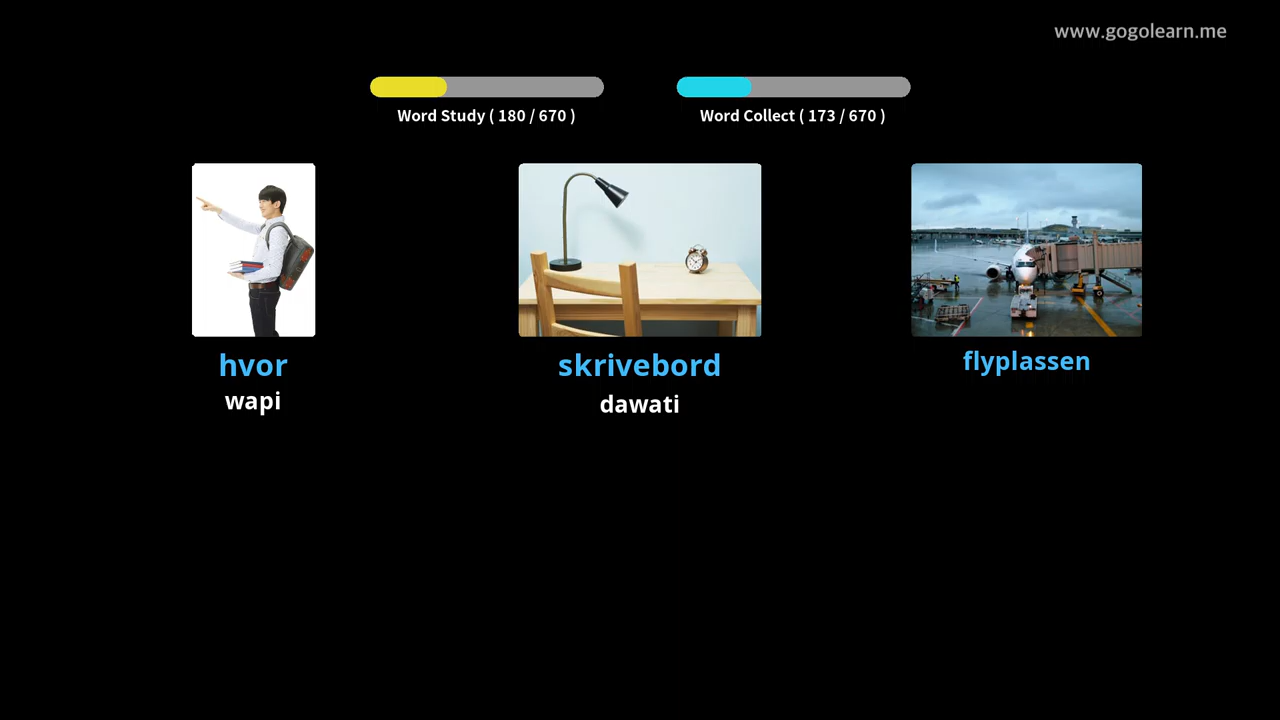 www.gogolearn.me
Word Study ( 180 / 670 )
Word Collect ( 173 / 670 )
hvor
wapi
skrivebord
dawati
flyplassen